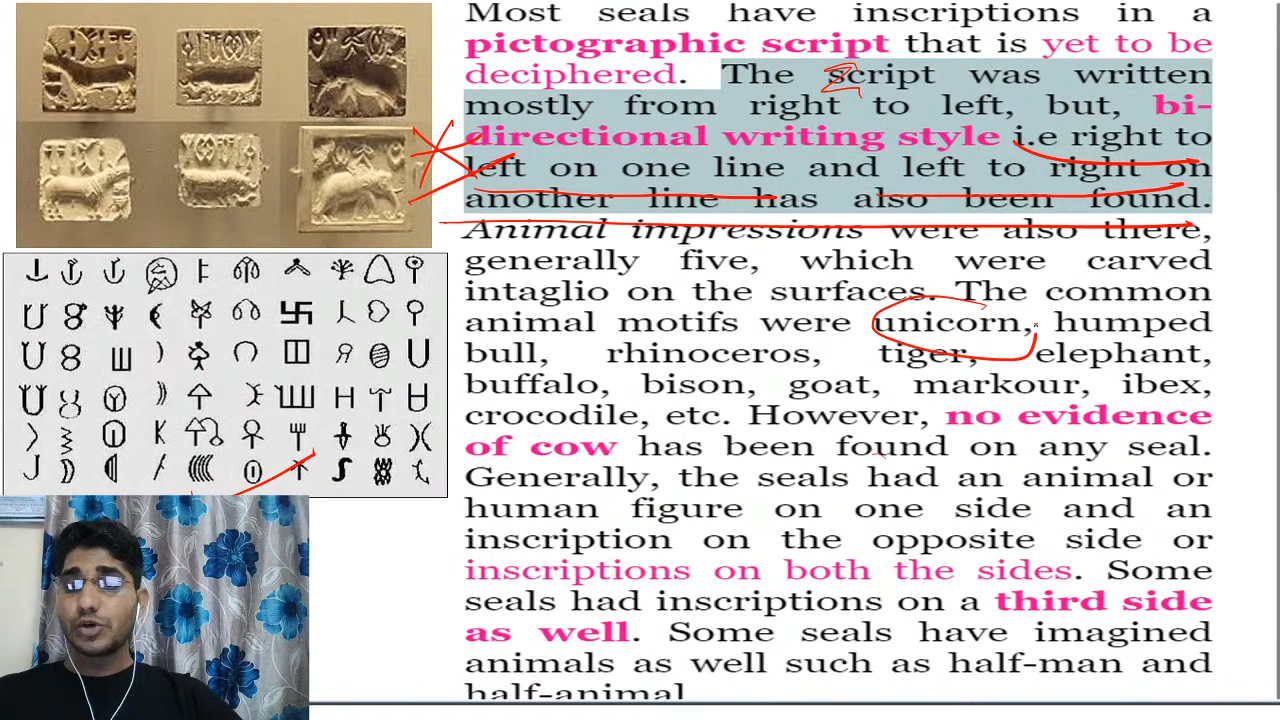 Most seals have inscriptions in a
pictographic script that is yet to be
deciphered. The script was written
mostly from right to left, but, bi-
directional writing style i.e right to
left on one line and left to right on
another line has also been found.
Animal impressions were also there,
generally five, which were carved
intaglio on the surfaces. The common
animal motifs were unicorn, humped
bull, rhinoceros, tiger, elephant,
buffalo, bison, goat, markour, ibex,
crocodile, etc. However, no evidence
of cow has been found on any seal.
Generally, the seals had an animal or
human figure on one side and an
inscription on the opposite side or
inscriptions on both the sides. Some
seals had inscriptions on a third side
as well. Some seals have imagined
animals as well such as half-man and
half-animal